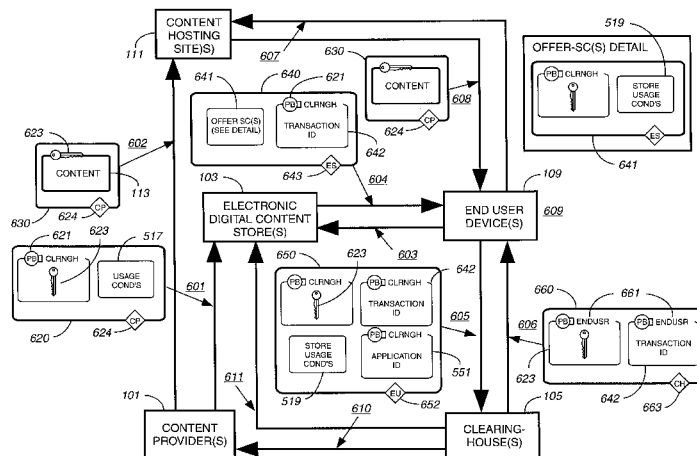 CONTENT
HOSTING
SITE(S)
111
607
630
CONTENT
624
CP
608
OFFER-SC(S) DETAIL
519
PB CLRNGH
STORE
USAGE
COND'S
ES
641
640
641
OFFER SC(S)
(SEE DETAIL)
621
PB CLRNGH
TRANSACTION
ID
642
643
ES
604
623
602
CONTENT
113
630
624
CP
103
ELECTRONIC
DIGITAL CONTENT
STORE(S)
109
END USER
DEVICE(S)
609
603
621
623
517
PB CLRNGH
USAGE
COND'S
601
620
624
CP
650
642
PB CLRNGH
623
PB CLRNGH
TRANSACTION
ID
STORE
USAGE
COND'S
PB CLRNGH
APPLICATION
ID
519
551
EU
652
605
660
661
606
PB ENDUSR
PB ENDUSR
TRANSACTION
ID
623
642
CH
663
611
101
CONTENT
PROVIDER(S)
610
105
CLEARING-
HOUSE(S)